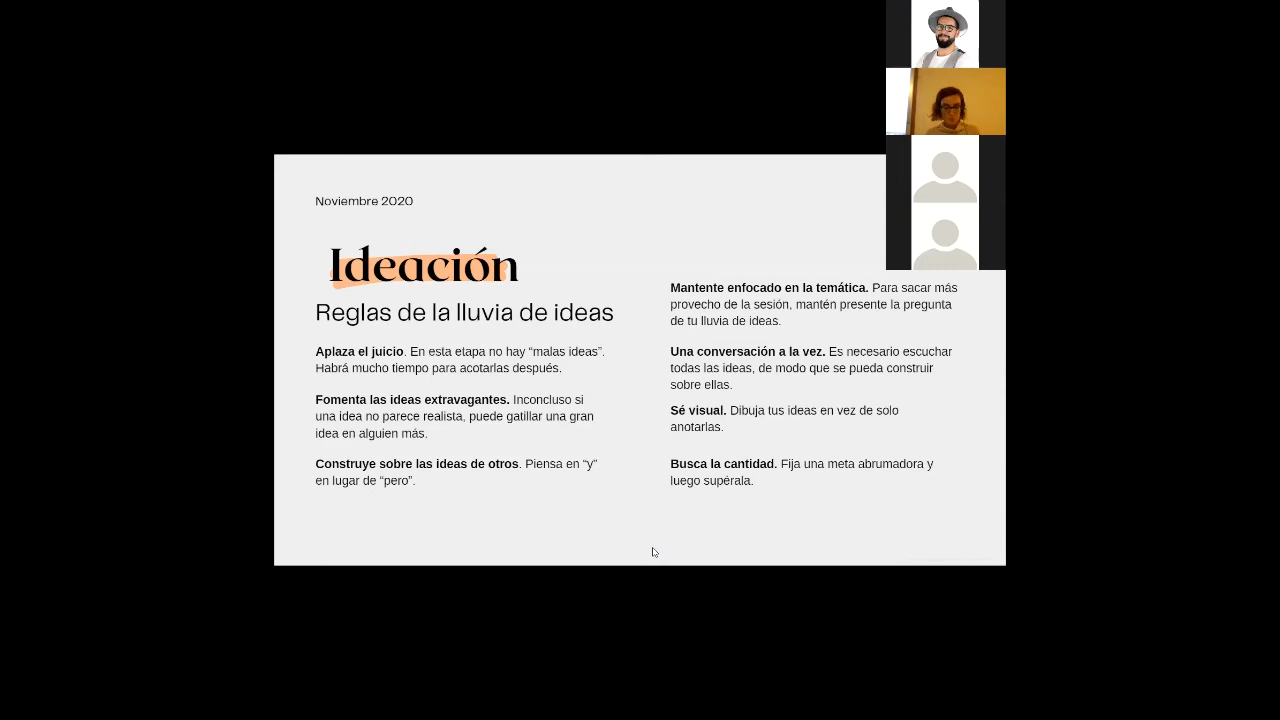 Noviembre 2020
Ideación
Reglas de la lluvia de ideas
Aplaza el juicio. En esta etapa no hay “malas ideas”.
Habrá mucho tiempo para acotarlas después.
Fomenta las ideas extravagantes. Inconcluso si
una idea no parece realista, puede gatillar una gran
idea en alguien más.
Construye sobre las ideas de otros. Piensa en “y”
en lugar de “pero”.
Mantente enfocado en la temática. Para sacar más
provecho de la sesión, mantén presente la pregunta
de tu lluvia de ideas.
Una conversación a la vez. Es necesario escuchar
todas las ideas, de modo que se pueda construir
sobre ellas.
Sé visual. Dibuja tus ideas en vez de solo
anotarlas.
Busca la cantidad. Fija una meta abrumadora y
luego supérala.